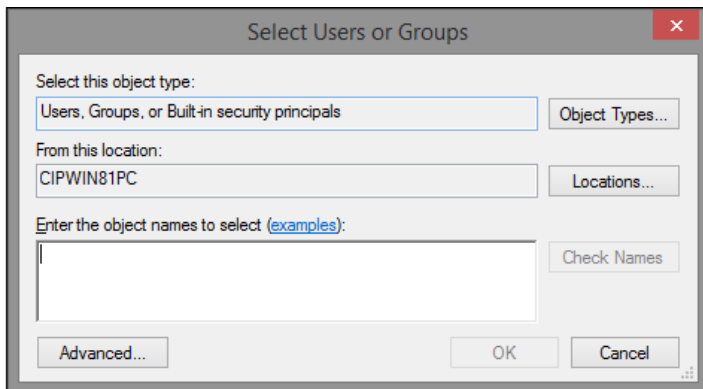 Select Users or Groups
Select this object type:
Users, Groups, or Built-in security principals
Object Types...
From this location:
CIPWIN81PC
Locations...
Enter the object names to select (examples):
Check Names
Advanced...
OK
Cancel